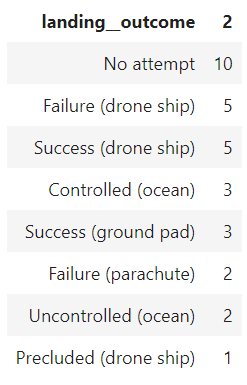 landing__outcome 2
No attempt 10
Failure (drone ship) 5
Success (drone ship) 5
Controlled (ocean) 3
Success (ground pad) 3
Failure (parachute) 2
Uncontrolled (ocean) 2
Precluded (drone ship) 1